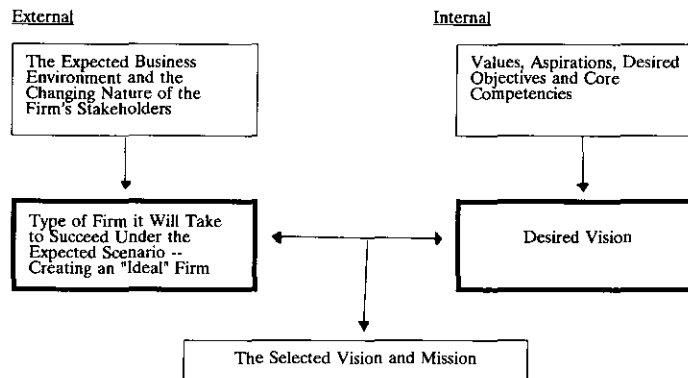 External
Internal
The Expected Business
Environment and the
Changing Nature of the
Firm's Stakeholders
Values, Aspirations, Desired
Objectives and Core
Competencies
Type of Firm it Will Take
to Succeed Under the
Expected Scenario --
Creating an "Ideal" Firm
Desired Vision
The Selected Vision and Mission